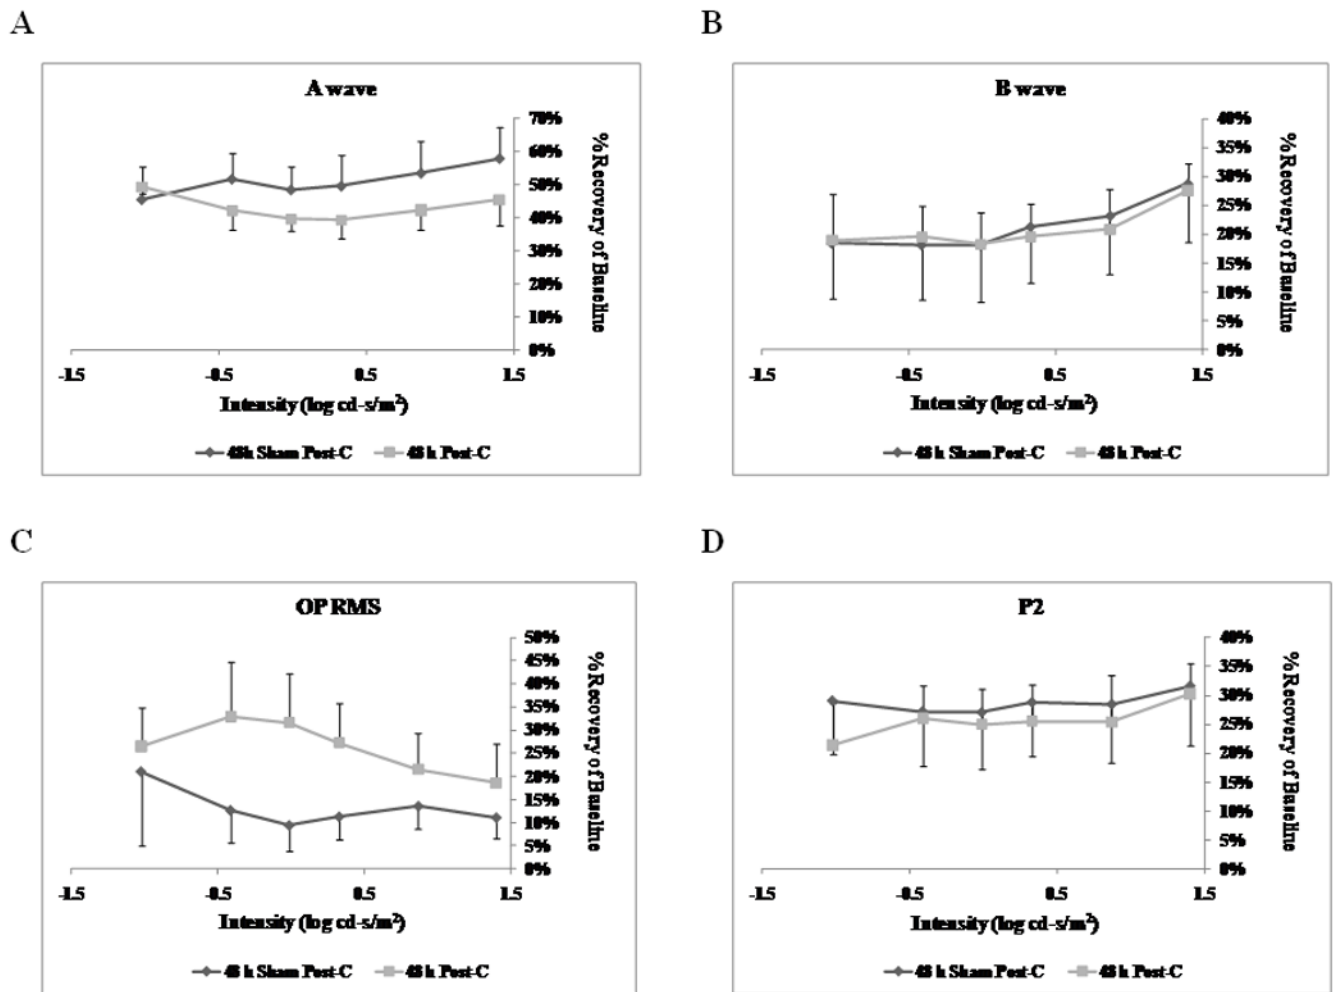 A
B
A wave
70%
60%
50%
40%
30%
20%
10%
0%
% Recovery of Baseline
-1.5
-0.5
0.5
1.5
Intensity (log cd-s/m²)
48h Sham Post-C
48 h Post-C
B wave
40%
35%
30%
25%
20%
15%
10%
5%
0%
% Recovery of Baseline
-1.5
-0.5
0.5
1.5
Intensity (log cd-s/m²)
48 h Sham Post-C
48 h Post-C
C
D
OP RMS
50%
45%
40%
35%
30%
25%
20%
15%
10%
5%
0%
% Recovery of Baseline
-1.5
-0.5
0.5
1.5
Intensity (log cd-s/m²)
48 h Sham Post-C
48 h Post-C
P2
40%
35%
30%
25%
20%
15%
10%
5%
0%
% Recovery of Baseline
-1.5
-0.5
0.5
1.5
Intensity (log cd-s/m²)
48 h Sham Post-C
48 h Post-C